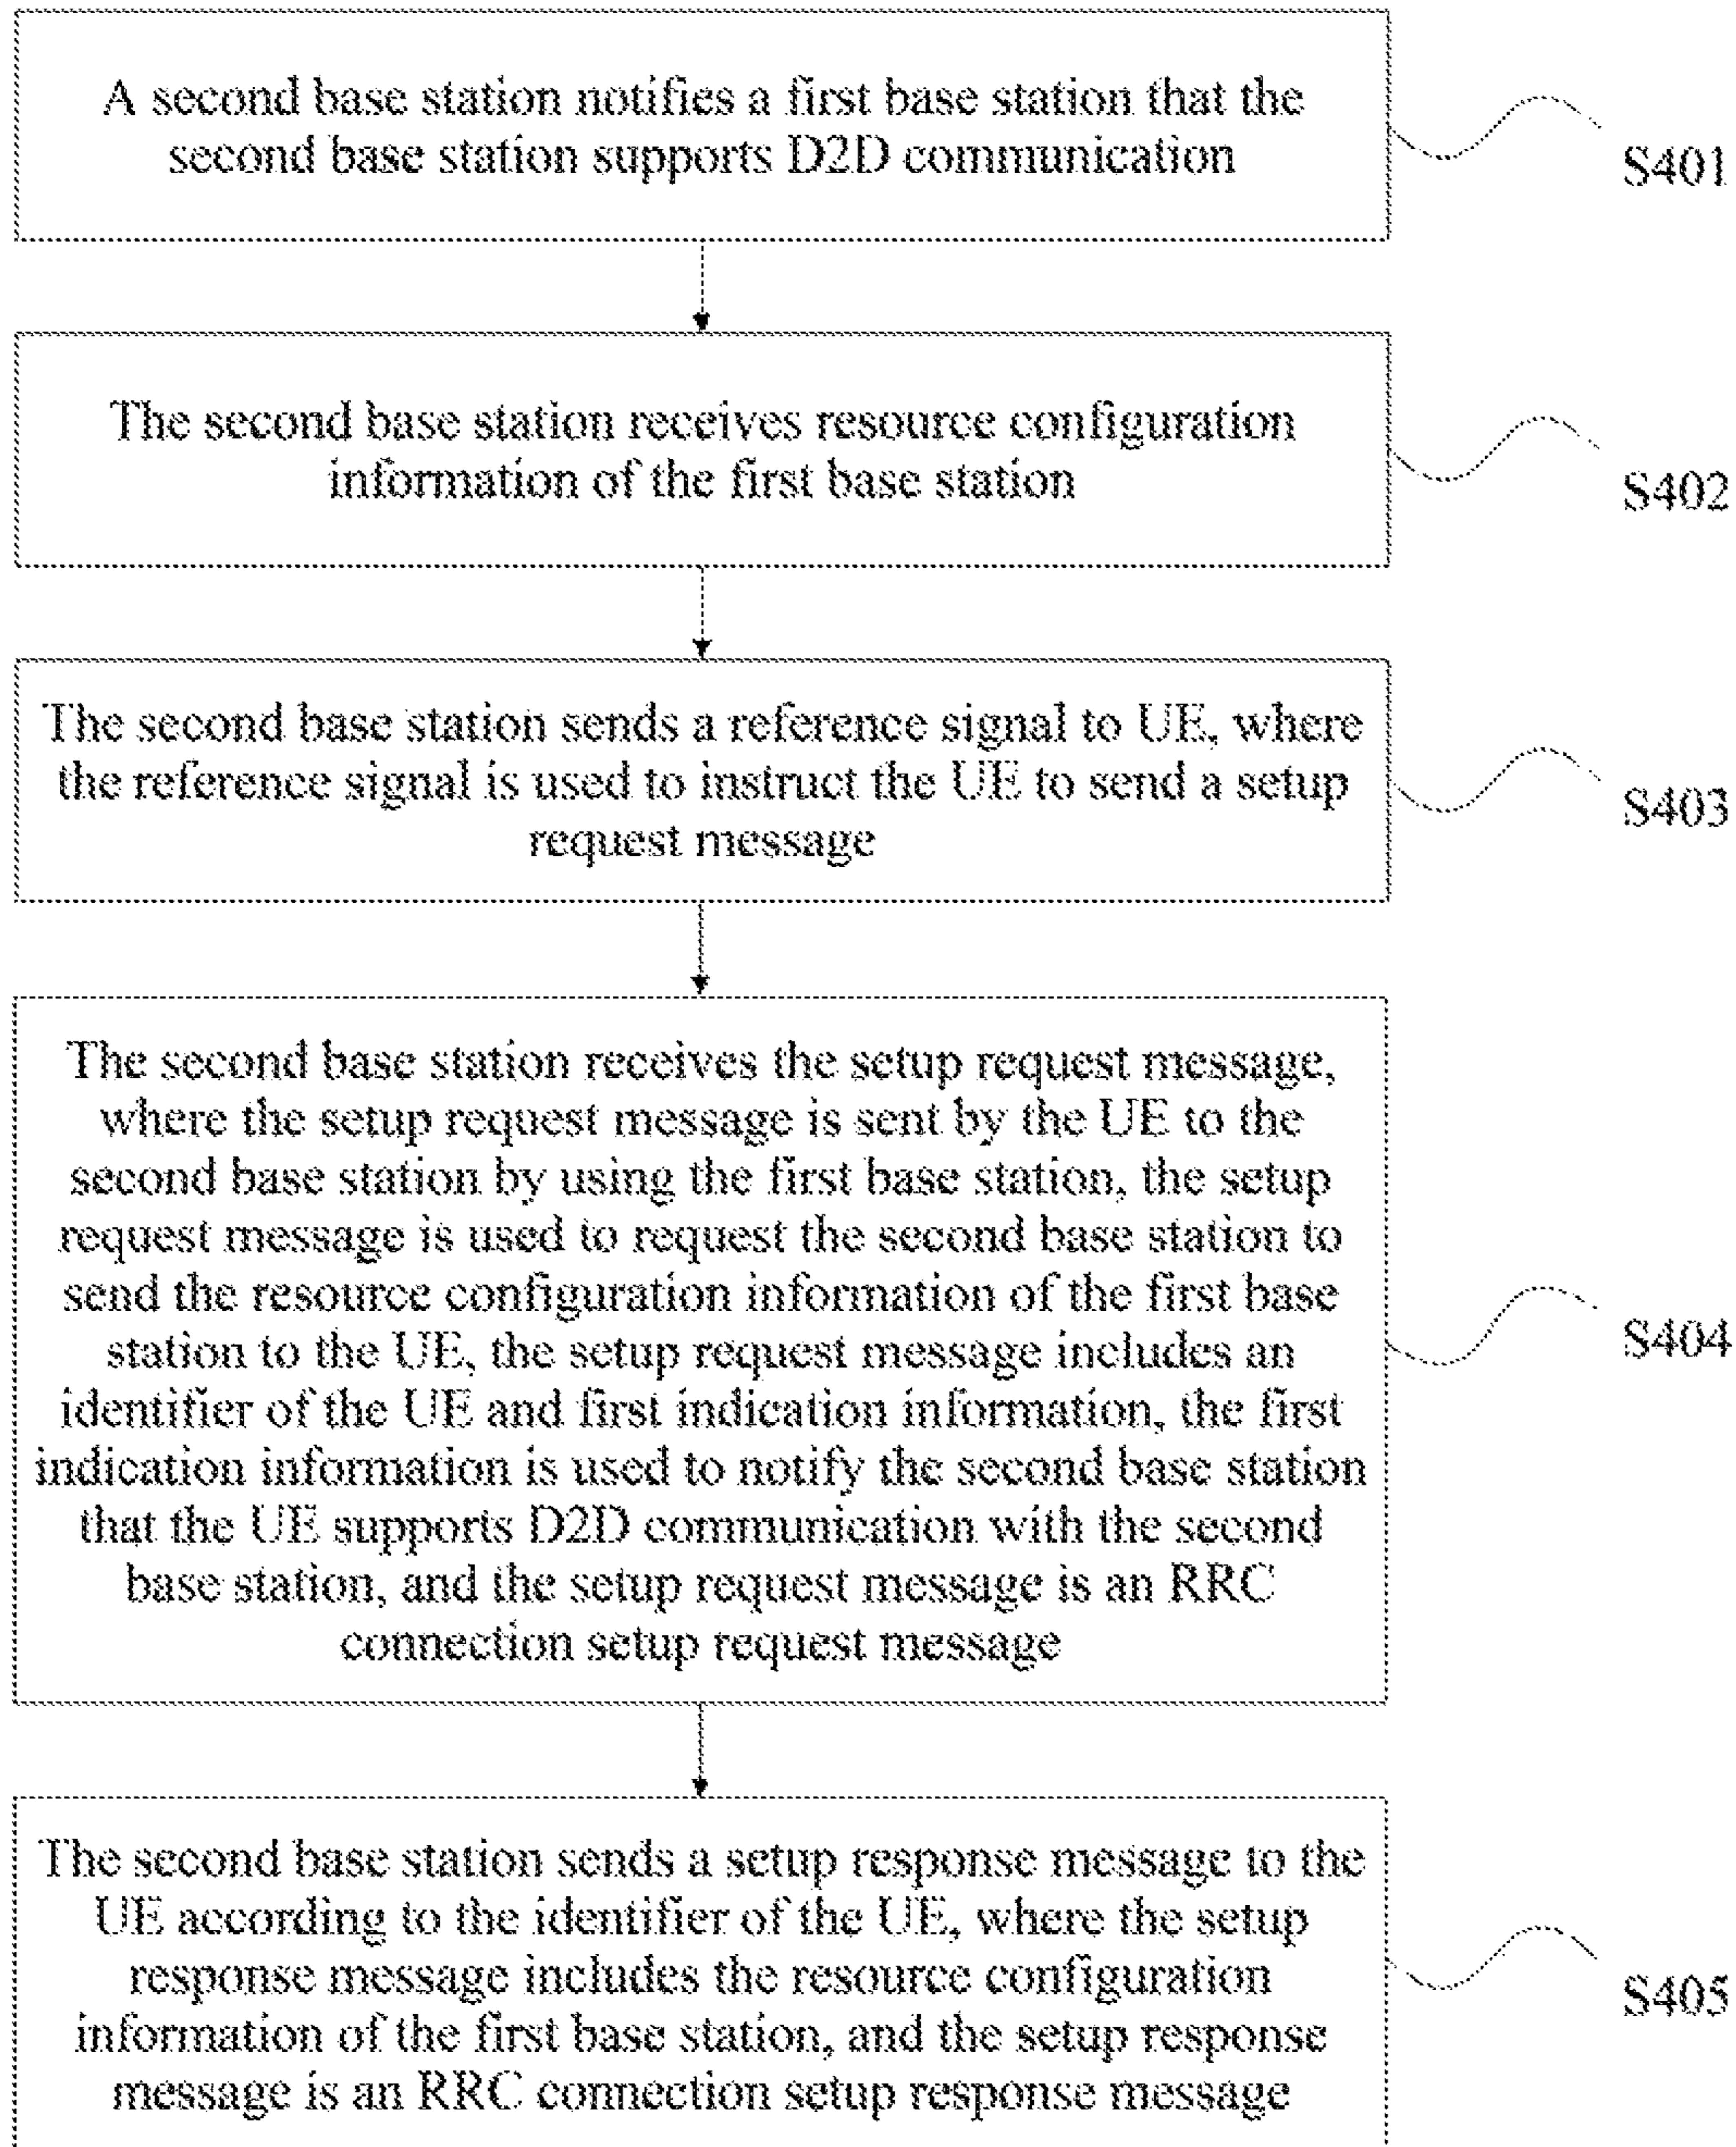 A second base station notifies a first base station that the
second base station supports D2D communication
S401
The second base station receives resource configuration
information of the first base station
S402
The second base station sends a reference signal to UE, where
the reference signal is used to instruct the UE to send a setup
request message
S403
The second base station receives the setup request message,
where the setup request message is sent by the UE to the
second base station by using the first base station, the setup
request message is used to request the second base station to
send the resource configuration information of the first base
station to the UE, the setup request message includes an
identifier of the UE and first indication information, the first
indication information is used to notify the second base station
that the UE supports D2D communication with the second
base station, and the setup request message is an RRC
connection setup request message
S404
The second base station sends a setup response message to the
UE according to the identifier of the UE, where the setup
response message includes the resource configuration
information of the first base station, and the setup response
message is an RRC connection setup response message
S405